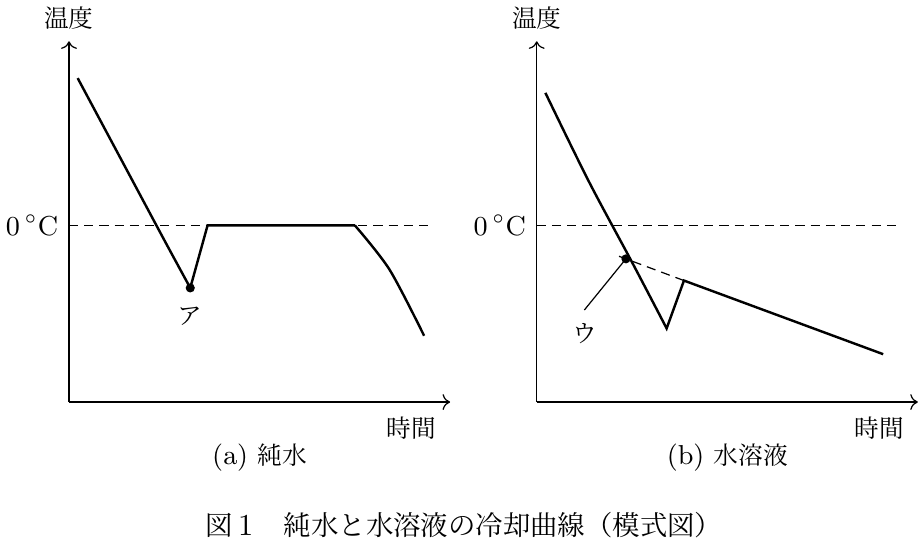 温度
0 °C
ア
時間
(a) 純水
温度
0 °C
ウ
時間
(b) 水溶液
図1　純水と水溶液の冷却曲線（模式図）